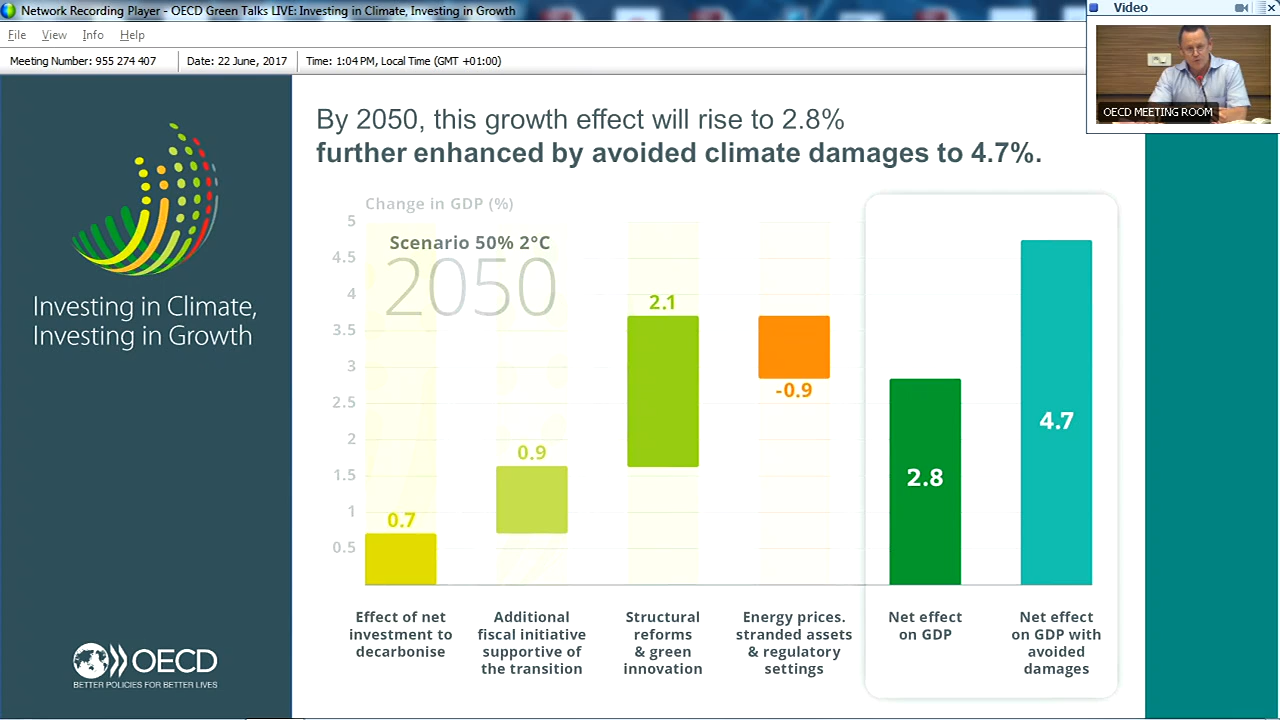 Network Recording Player - OECD Green Talks LIVE: Investing in Climate, Investing in Growth
Video
File View Info Help
Meeting Number: 955 274 407 Date: 22 June, 2017 Time: 1:04 PM, Local Time (GMT +01:00)
OECD MEETING ROOM
By 2050, this growth effect will rise to 2.8%
further enhanced by avoided climate damages to 4.7%.
Investing in Climate,
Investing in Growth
OECD
BETTER POLICIES FOR BETTER LIVES
Change in GDP (%)
Scenario 50% 2°C
2050
5
4.5
4
3.5
3
2.5
2
1.5
1
0.5
0.7
0.9
2.1
-0.9
2.8
4.7
Effect of net
investment to
decarbonise
Additional
fiscal initiative
supportive of
the transition
Structural
reforms
& green
innovation
Energy prices.
stranded assets
& regulatory
settings
Net effect
on GDP
Net effect
on GDP with
avoided
damages